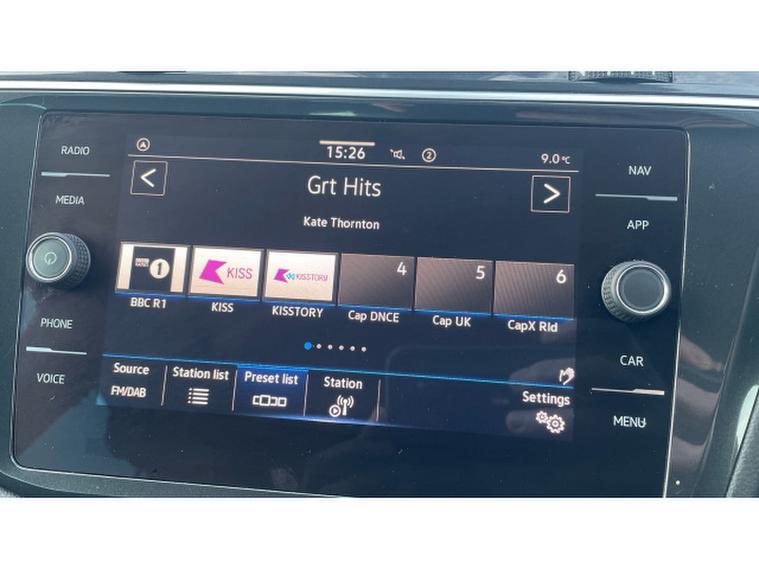 RADIO
MEDIA
PHONE
VOICE
15:26
2
9.0 °C
Grt Hits
Kate Thornton
1
KISS
KISSTORY
4
5
6
BBC R1
KISS
KISSTORY
Cap DNCE
Cap UK
CapX Rld
Source
FM/DAB
Station list
Preset list
Station
Settings
NAV
APP
CAR
MENU